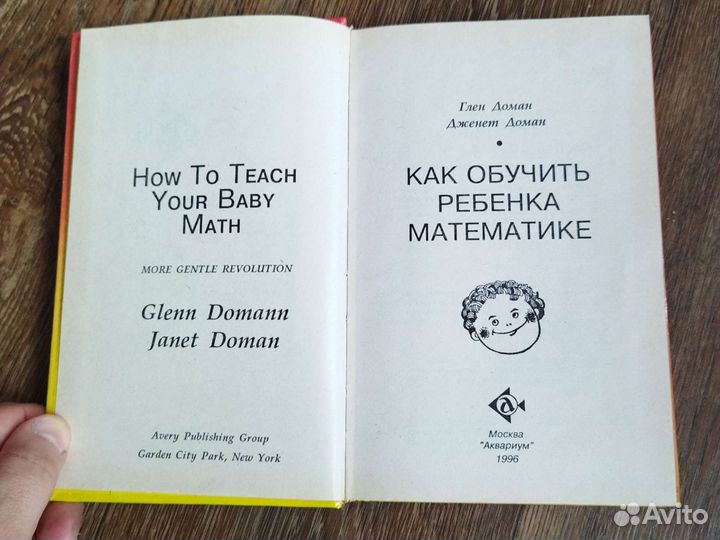 HOW TO TEACH
YOUR BABY
MATH
MORE GENTLE REVOLUTION
Glenn Domann
Janet Doman
Avery Publishing Group
Garden City Park, New York
Глен Доман
Дженет Доман
•
КАК ОБУЧИТЬ
РЕБЕНКА
МАТЕМАТИКЕ
a
Москва
"Аквариум"
1996
Avito